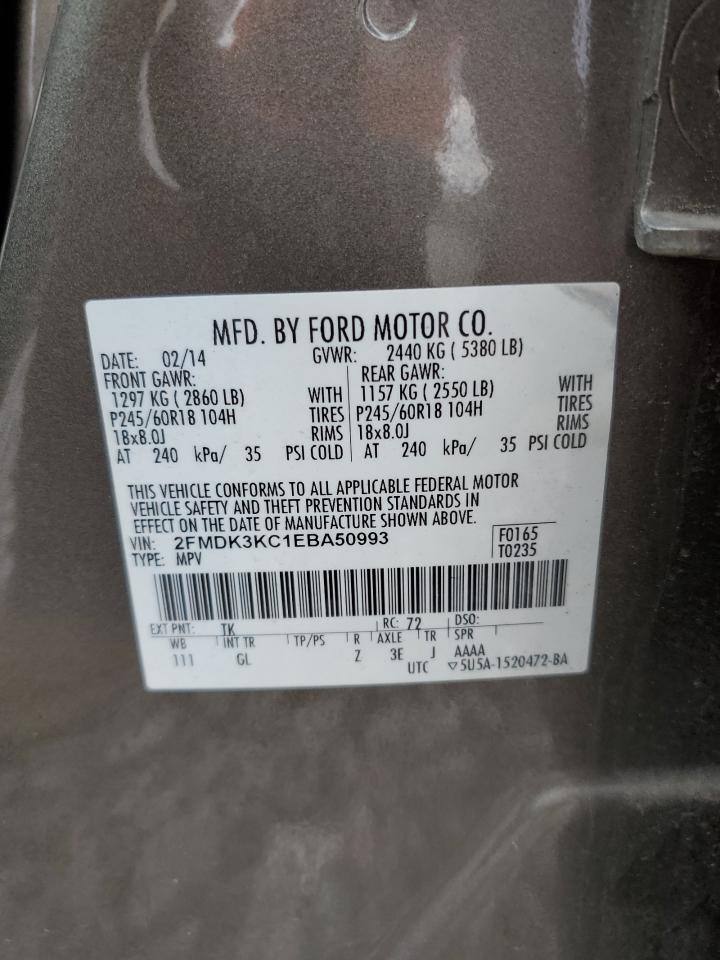 MFD. BY FORD MOTOR CO.
DATE: 02/14 GVWR: 2440 KG ( 5380 LB)
FRONT GAWR: REAR GAWR:
1297 KG ( 2860 LB) WITH 1157 KG ( 2550 LB) WITH
P245/60R18 104H TIRES P245/60R18 104H TIRES
18x8.0J RIMS 18x8.0J RIMS
AT 240 kPa/ 35 PSI COLD AT 240 kPa/ 35 PSI COLD
THIS VEHICLE CONFORMS TO ALL APPLICABLE FEDERAL MOTOR
VEHICLE SAFETY AND THEFT PREVENTION STANDARDS IN
EFFECT ON THE DATE OF MANUFACTURE SHOWN ABOVE.
VIN: 2FMDK3KC1EBA50993 F0165
TYPE: MPV T0235
EXT PNT: TK RC: 72 DSO:
WB INT TR TP/PS R AXLE TR SPR
111 GL Z 3E J AAAA
UTC ▽5U5A-1520472-BA